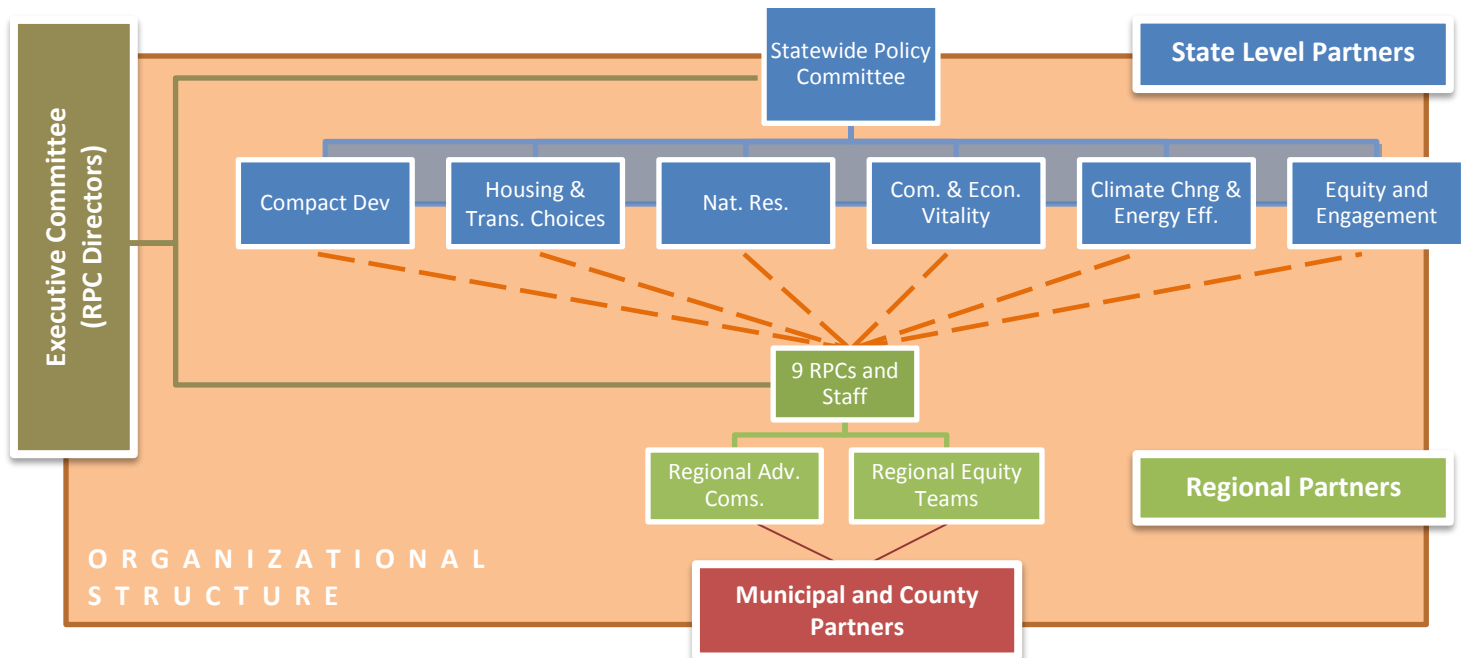 Executive Committee
(RPC Directors)
Statewide Policy
Committee
State Level Partners
Compact Dev
Housing &
Trans. Choices
Nat. Res.
Com. & Econ.
Vitality
Climate Chng &
Energy Eff.
Equity and
Engagement
9 RPCs and
Staff
Regional Adv.
Coms.
Regional Equity
Teams
Regional Partners
ORGANIZATIONAL
STRUCTURE
Municipal and County
Partners